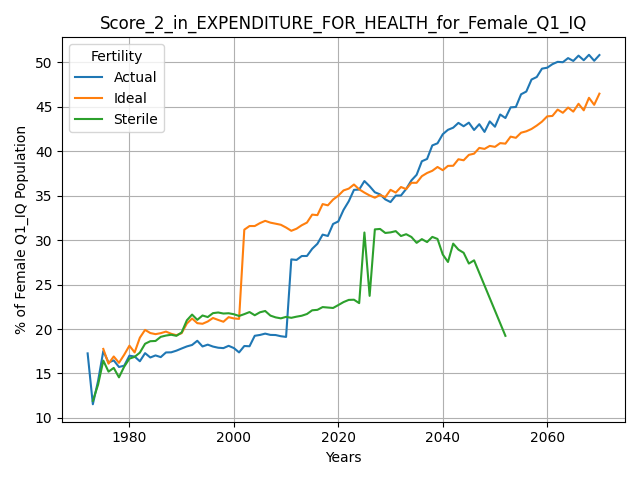 Score_2_in_EXPENDITURE_FOR_HEALTH_for_Female_Q1_IQ
Fertility
Actual
Ideal
Sterile
% of Female Q1_IQ Population
50
45
40
35
30
25
20
15
10
1980 2000 2020 2040 2060
Years